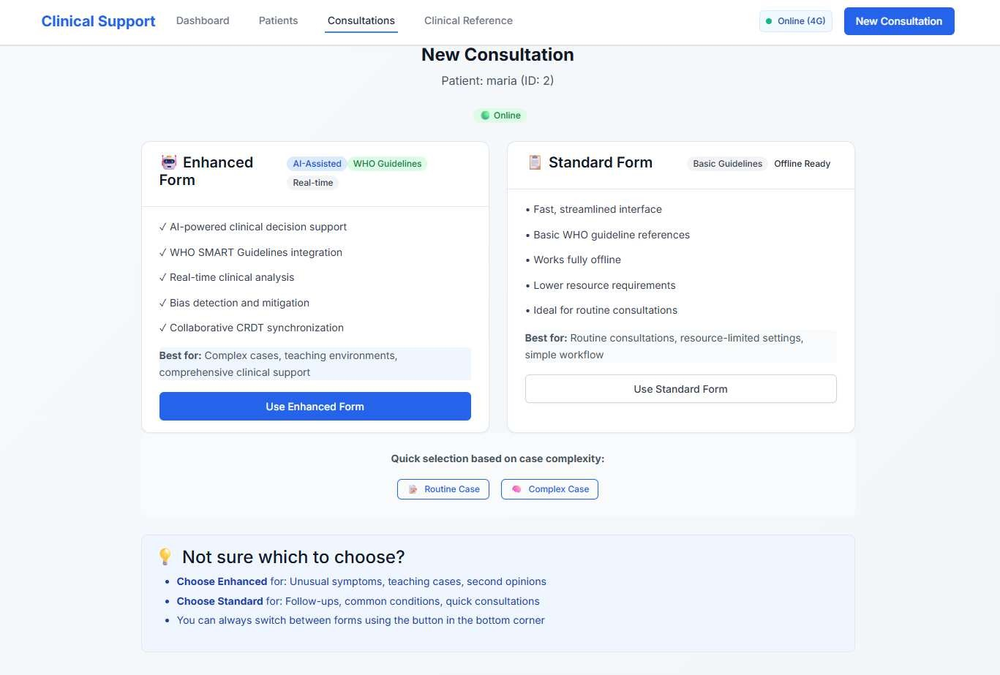 Clinical Support
Dashboard
Patients
Consultations
Clinical Reference
Online (4G)
New Consultation
New Consultation
Patient: maria (ID: 2)
Online
Enhanced Form
AI-Assisted
WHO Guidelines
Real-time
✓ AI-powered clinical decision support
✓ WHO SMART Guidelines integration
✓ Real-time clinical analysis
✓ Bias detection and mitigation
✓ Collaborative CRDT synchronization
Best for: Complex cases, teaching environments,
comprehensive clinical support
Use Enhanced Form
Standard Form
Basic Guidelines
Offline Ready
• Fast, streamlined interface
• Basic WHO guideline references
• Works fully offline
• Lower resource requirements
• Ideal for routine consultations
Best for: Routine consultations, resource-limited settings,
simple workflow
Use Standard Form
Quick selection based on case complexity:
Routine Case
Complex Case
Not sure which to choose?
• Choose Enhanced for: Unusual symptoms, teaching cases, second opinions
• Choose Standard for: Follow-ups, common conditions, quick consultations
• You can always switch between forms using the button in the bottom corner